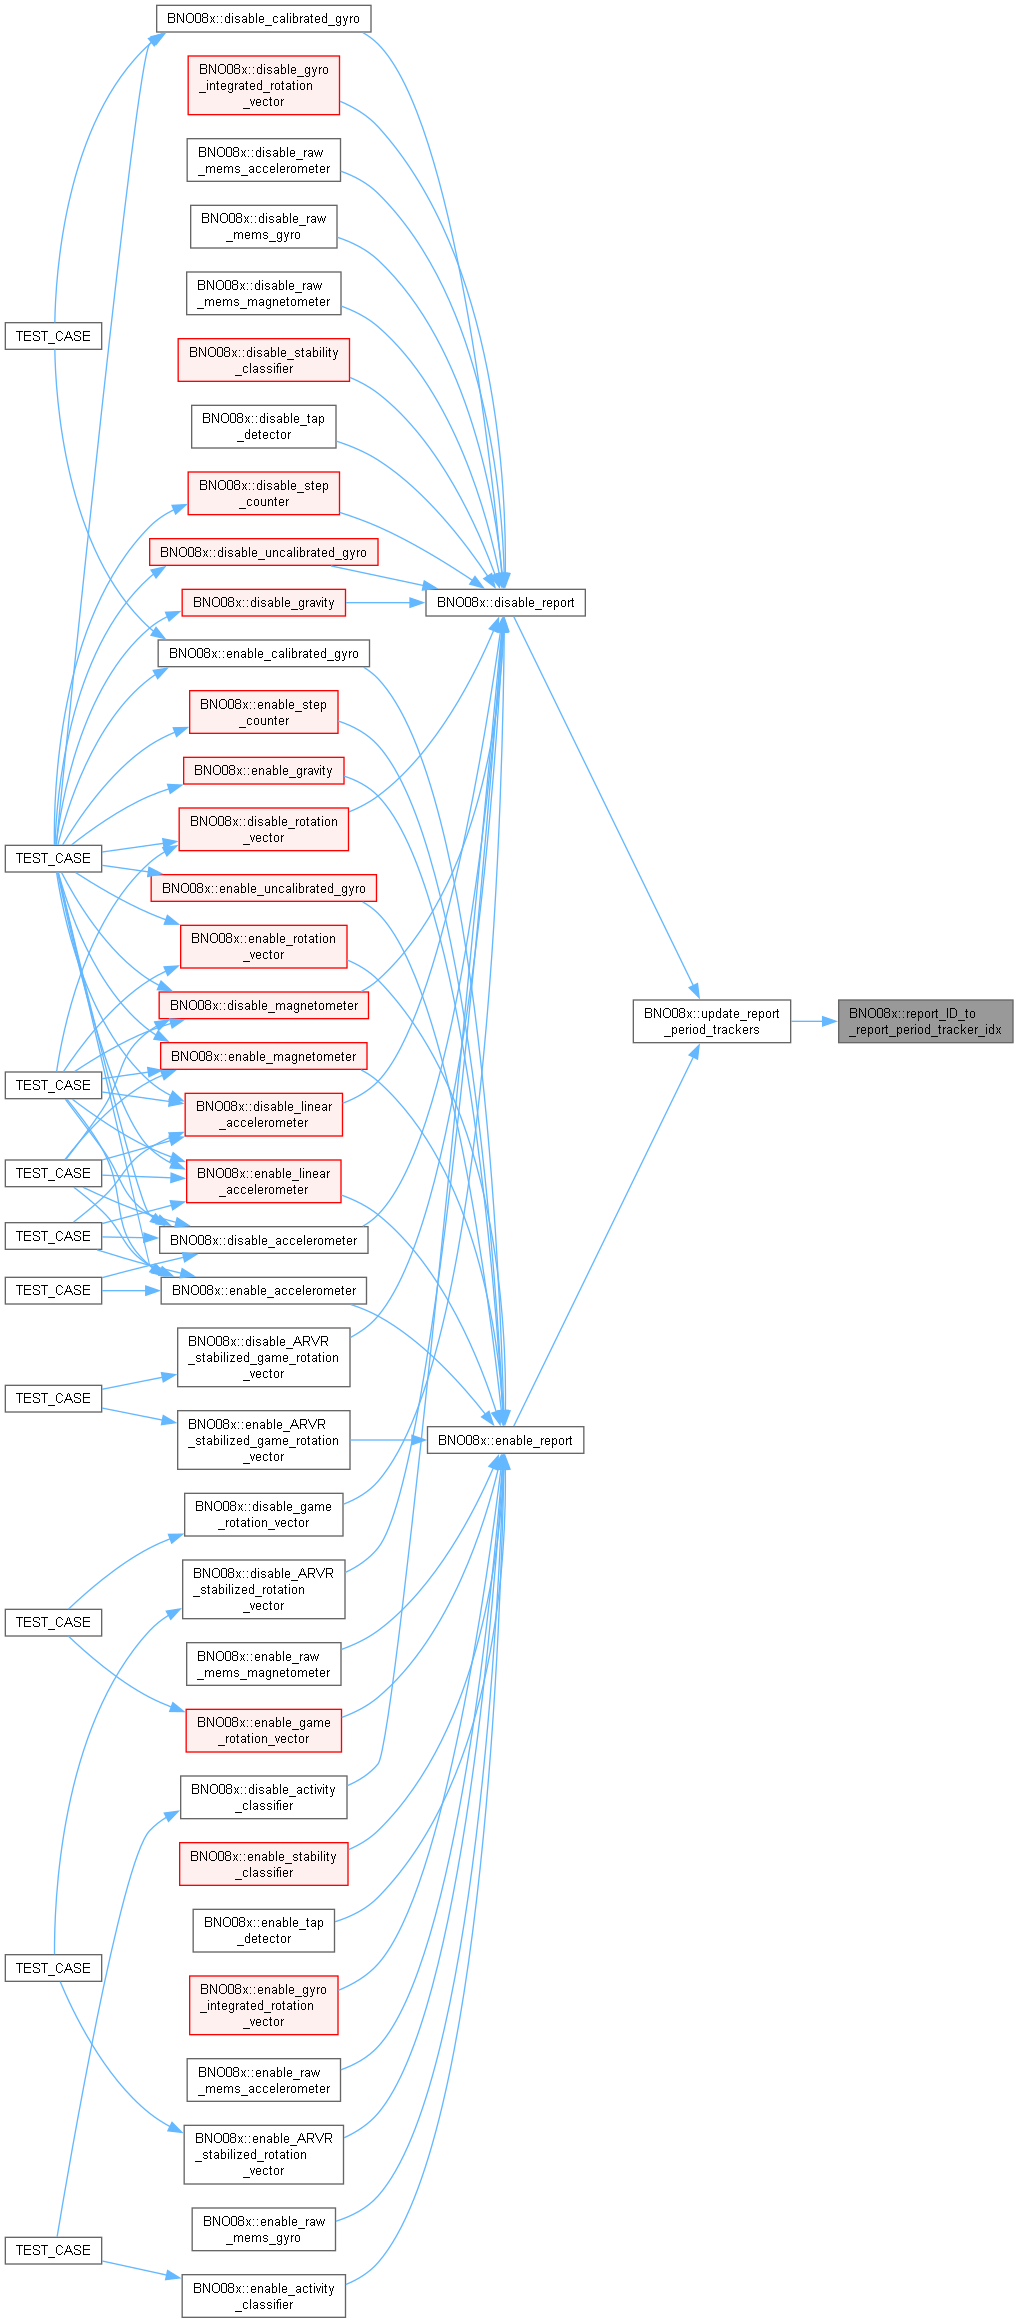 BNO08x::disable_calibrated_gyro
BNO08x::disable_gyro
_integrated_rotation
_vector
BNO08x::disable_raw
_mems_accelerometer
BNO08x::disable_raw
_mems_gyro
BNO08x::disable_raw
_mems_magnetometer
TEST_CASE
BNO08x::disable_stability
_classifier
BNO08x::disable_tap
_detector
BNO08x::disable_step
_counter
BNO08x::disable_uncalibrated_gyro
BNO08x::disable_gravity
BNO08x::disable_report
BNO08x::enable_calibrated_gyro
BNO08x::enable_step
_counter
BNO08x::enable_gravity
BNO08x::disable_rotation
_vector
TEST_CASE
BNO08x::enable_uncalibrated_gyro
BNO08x::enable_rotation
_vector
BNO08x::disable_magnetometer
BNO08x::update_report
_period_trackers
BNO08x::report_ID_to
_report_period_tracker_idx
BNO08x::enable_magnetometer
TEST_CASE
BNO08x::disable_linear
_accelerometer
TEST_CASE
BNO08x::enable_linear
_accelerometer
TEST_CASE
BNO08x::disable_accelerometer
TEST_CASE
BNO08x::enable_accelerometer
BNO08x::disable_ARVR
_stabilized_game_rotation
_vector
TEST_CASE
BNO08x::enable_ARVR
_stabilized_game_rotation
_vector
BNO08x::enable_report
BNO08x::disable_game
_rotation_vector
BNO08x::disable_ARVR
_stabilized_rotation
_vector
TEST_CASE
BNO08x::enable_raw
_mems_magnetometer
BNO08x::enable_game
_rotation_vector
BNO08x::disable_activity
_classifier
BNO08x::enable_stability
_classifier
BNO08x::enable_tap
_detector
TEST_CASE
BNO08x::enable_gyro
_integrated_rotation
_vector
BNO08x::enable_raw
_mems_accelerometer
BNO08x::enable_ARVR
_stabilized_rotation
_vector
BNO08x::enable_raw
_mems_gyro
TEST_CASE
BNO08x::enable_activity
_classifier